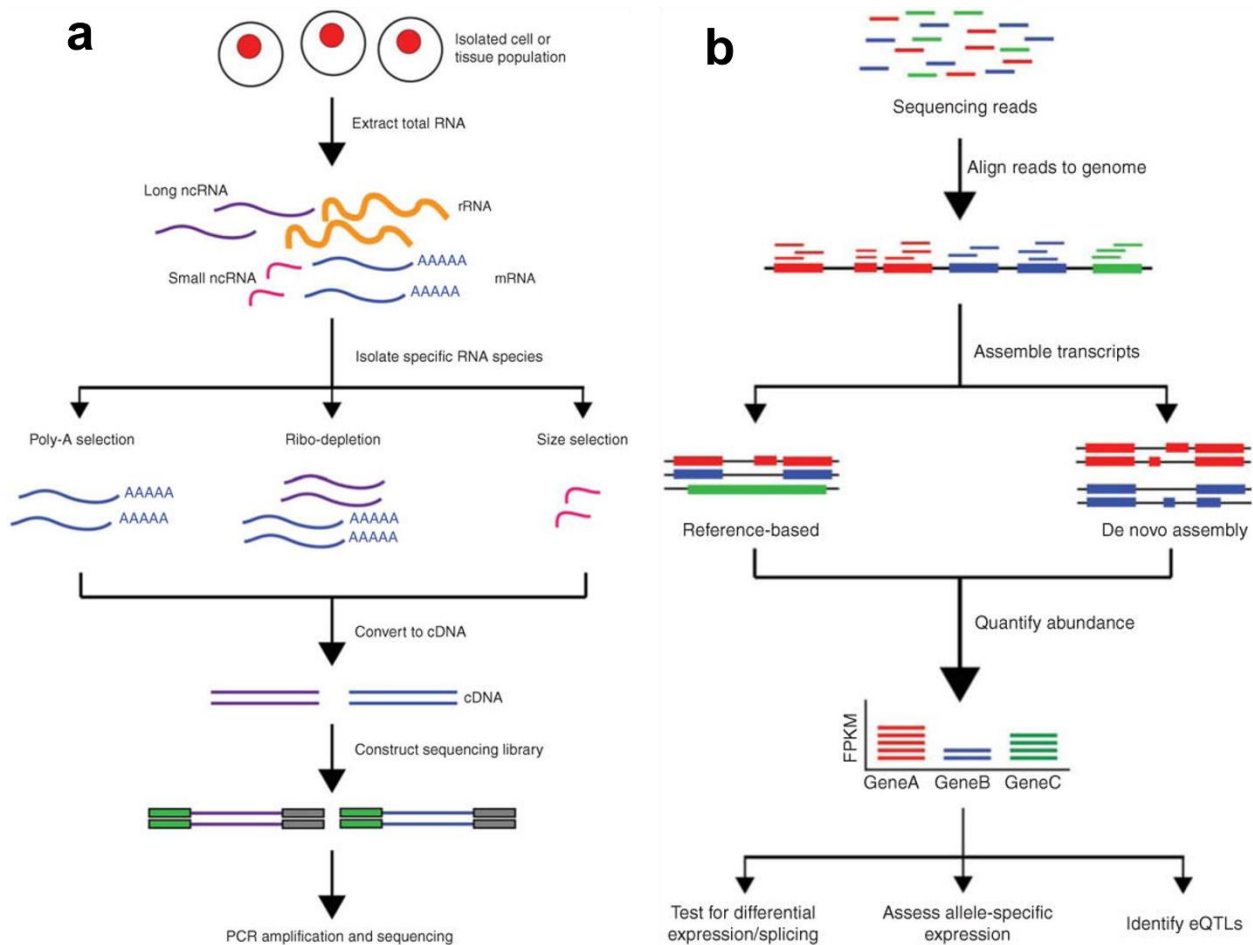 a
Isolated cell or
tissue population
Extract total RNA
Long ncRNA
rRNA
Small ncRNA
AAAAA
mRNA
AAAAA
Isolate specific RNA species
Poly-A selection
Ribo-depletion
Size selection
AAAAA
AAAAA
AAAAA
AAAAA
Convert to cDNA
cDNA
Construct sequencing library
PCR amplification and sequencing
b
Sequencing reads
Align reads to genome
Assemble transcripts
Reference-based
De novo assembly
Quantify abundance
FPKM
GeneA GeneB GeneC
Test for differential
expression/splicing
Assess allele-specific
expression
Identify eQTLs